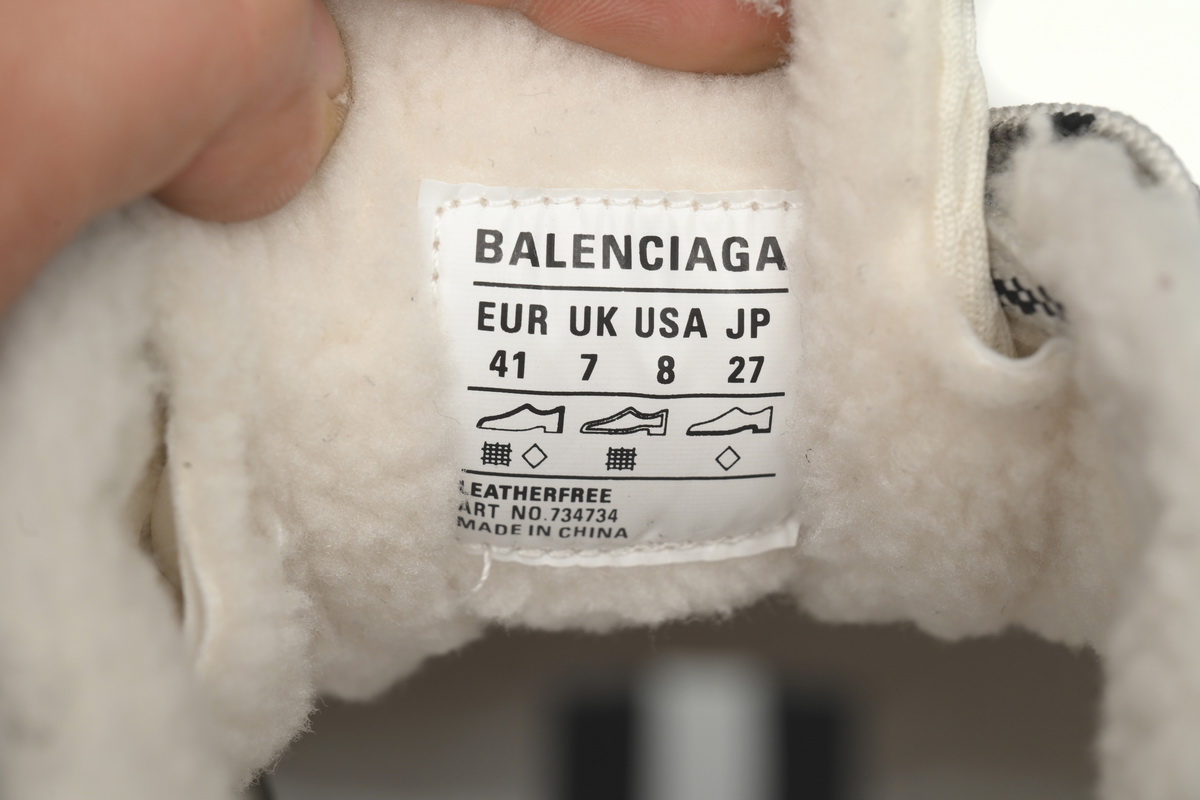 BALENCIAGA
EUR UK USA JP
41 7 8 27
LEATHERFREE
ART NO.734734
MADE IN CHINA